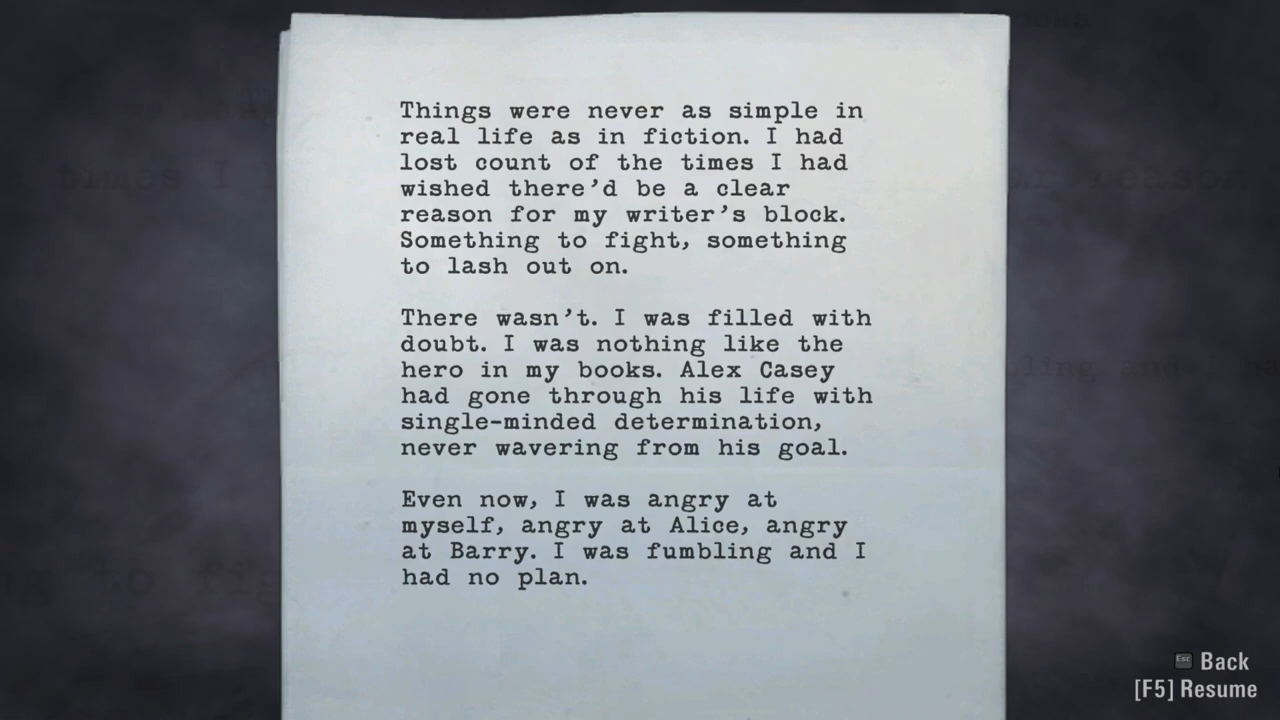 Things were never as simple in
real life as in fiction. I had
lost count of the times I had
wished there’d be a clear
reason for my writer’s block.
Something to fight, something
to lash out on.
There wasn’t. I was filled with
doubt. I was nothing like the
hero in my books. Alex Casey
had gone through his life with
single-minded determination,
never wavering from his goal.
Even now, I was angry at
myself, angry at Alice, angry
at Barry. I was fumbling and I
had no plan.
Esc Back
[F5] Resume